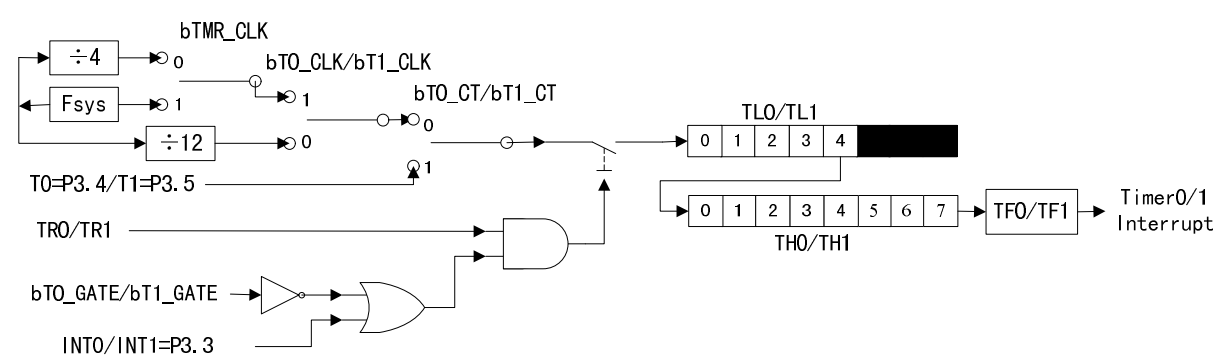 bTMR_CLK
÷4
0
bT0_CLK/bT1_CLK
Fsys
1
1
bT0_CT/bT1_CT
÷12
0
0
T0=P3.4/T1=P3.5
1
TL0/TL1
0 1 2 3 4
0 1 2 3 4 5 6 7
TH0/TH1
TF0/TF1
Timer0/1
Interrupt
TR0/TR1
bT0_GATE/bT1_GATE
INT0/INT1=P3.3